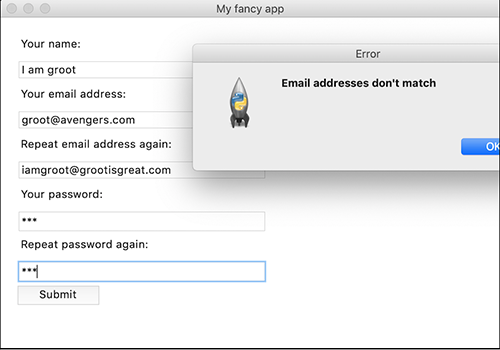 My fancy app
Your name:
I am groot
Your email address:
groot@avengers.com
Repeat email address again:
iamgroot@grootisgreat.com
Your password:
***
Repeat password again:
***
Submit
Error
Email addresses don't match
OK